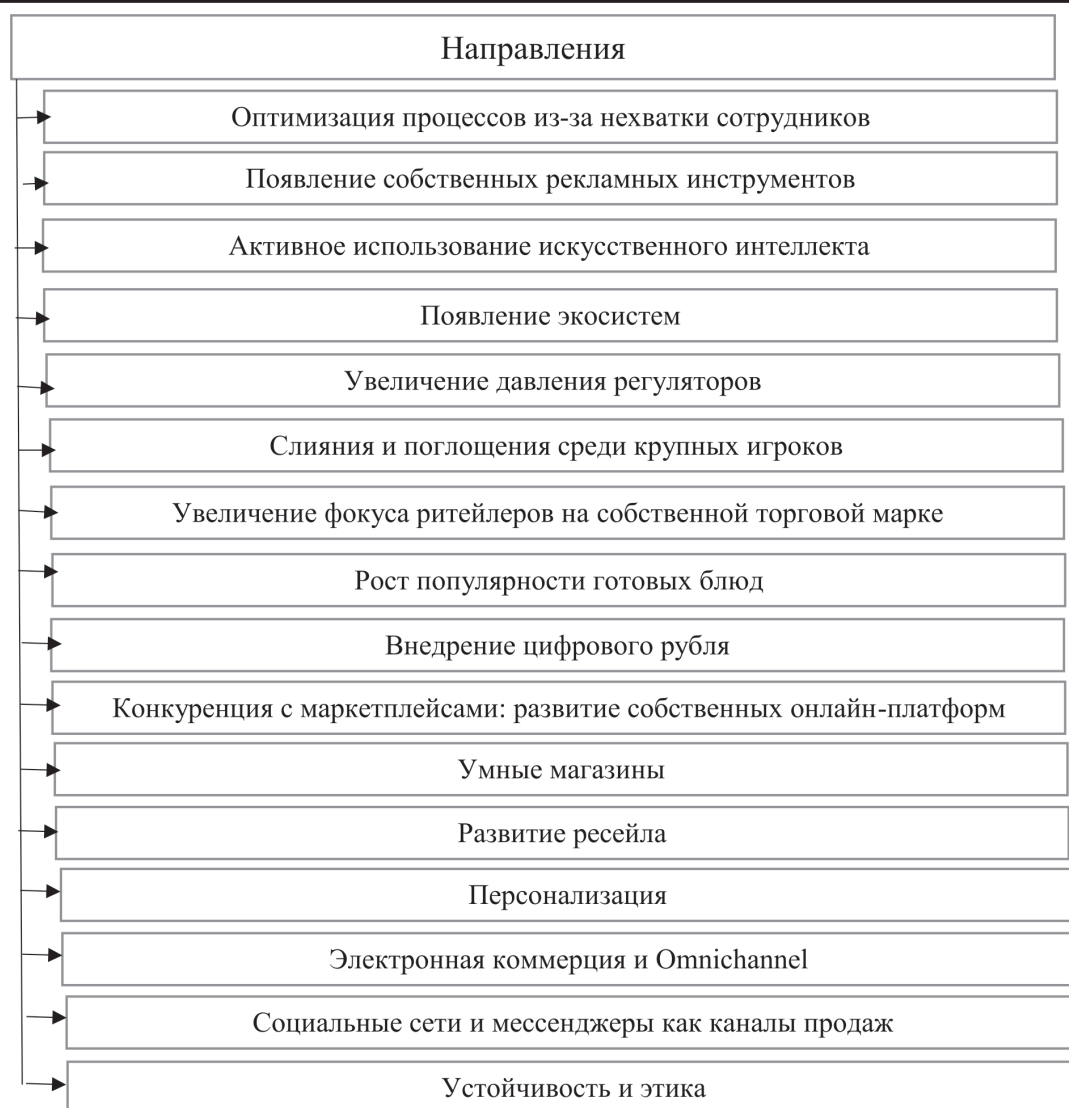 Направления
Оптимизация процессов из-за нехватки сотрудников
Появление собственных рекламных инструментов
Активное использование искусственного интеллекта
Появление экосистем
Увеличение давления регуляторов
Слияния и поглощения среди крупных игроков
Увеличение фокуса ритейлеров на собственной торговой марке
Рост популярности готовых блюд
Внедрение цифрового рубля
Конкуренция с маркетплейсами: развитие собственных онлайн-платформ
Умные магазины
Развитие ресейла
Персонализация
Электронная коммерция и Omnichannel
Социальные сети и мессенджеры как каналы продаж
Устойчивость и этика